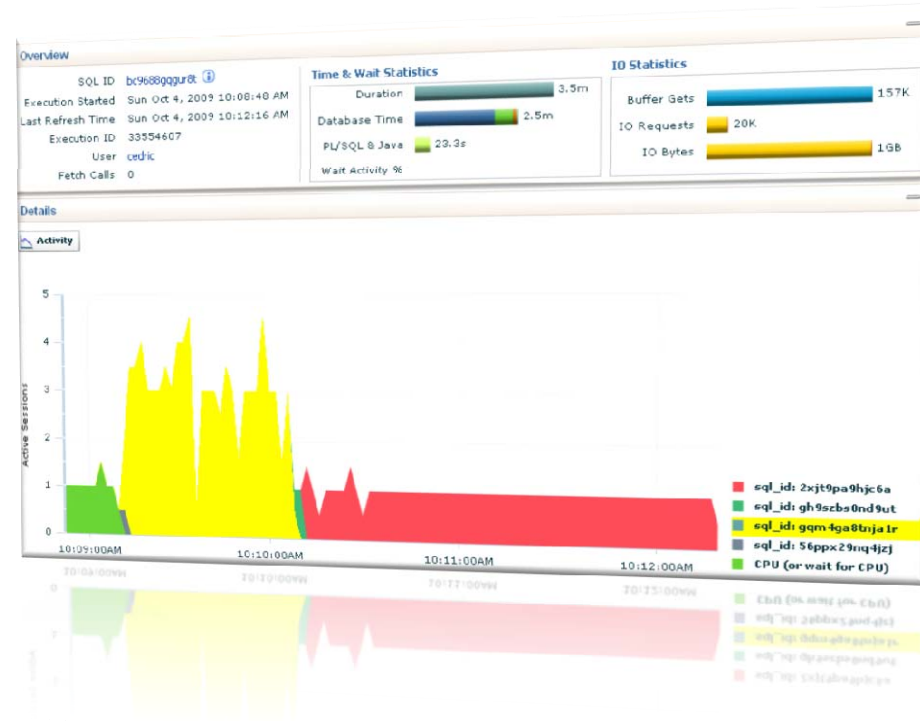 Overview
SQL ID bc9688gqgur8t
Execution Started Sun Oct 4, 2009 10:08:48 AM
Last Refresh Time Sun Oct 4, 2009 10:12:16 AM
Execution ID 33554607
User cedric
Fetch Calls 0
Time & Wait Statistics
Duration 3.5m
Database Time 2.5m
PL/SQL & Java 23.3s
Wait Activity %
IO Statistics
Buffer Gets 157K
IO Requests 20K
IO Bytes 1GB
Details
Activity
Active Sessions
5
4
3
2
1
0
10:09:00AM 10:10:00AM 10:11:00AM 10:12:00AM
sql_id: 2xjt9pa9hjc6a
sql_id: gh9szbs0nd9ut
sql_id: gqm4ga8tnja1r
sql_id: 56ppx29nq4jzj
CPU (or wait for CPU)